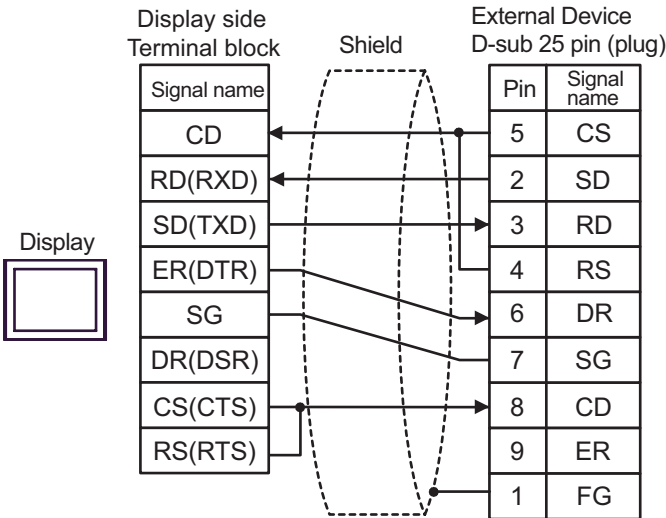 Display side
Terminal block
Shield
External Device
D-sub 25 pin (plug)
Signal name
Pin
Signal
name
CD
5
CS
RD(RXD)
2
SD
SD(TXD)
3
RD
Display
ER(DTR)
4
RS
SG
6
DR
DR(DSR)
7
SG
CS(CTS)
8
CD
RS(RTS)
9
ER
1
FG